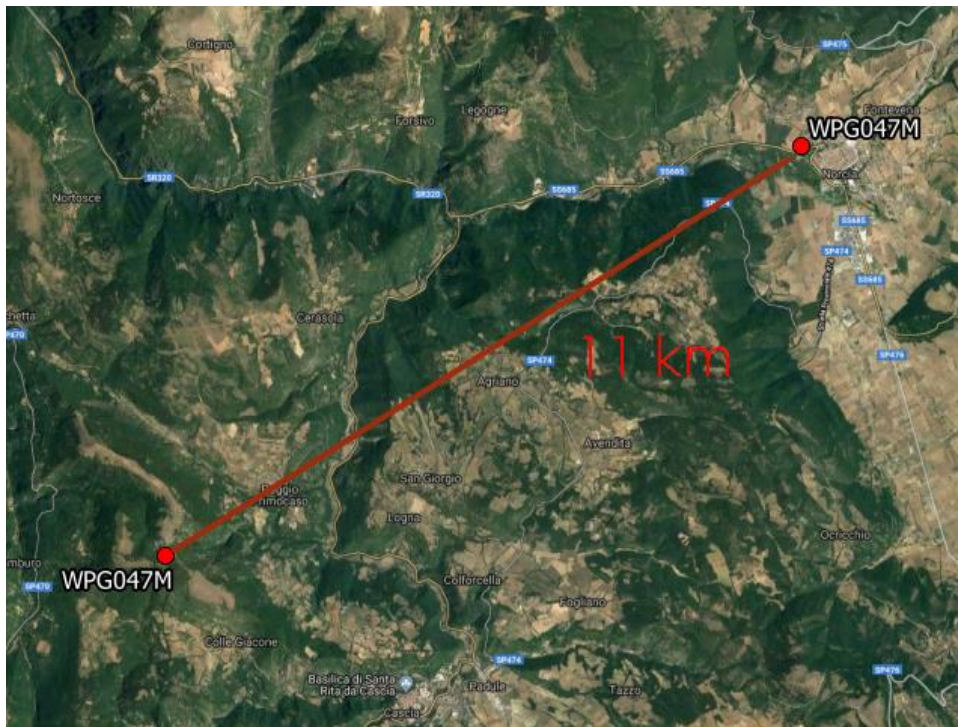 Cortigno
SP475
Legogne
Fontevena
Forsivo
WPG047M
SS685
SR320
SR320
SS685
Norcia
Nortosce
SS685
SP474
SS685
Cerasola
SP470
11 km
SP474
SP476
Agriano
Avendita
San Giorgio
Poggio
Primocaso
Logna
Ocricchio
WPG047M
SP470
Colforcella
Fogliano
Colle Giacone
SP474
SP476
Basilica di Santa
Rita da Cascia
Padule
Tazzo
Cascia